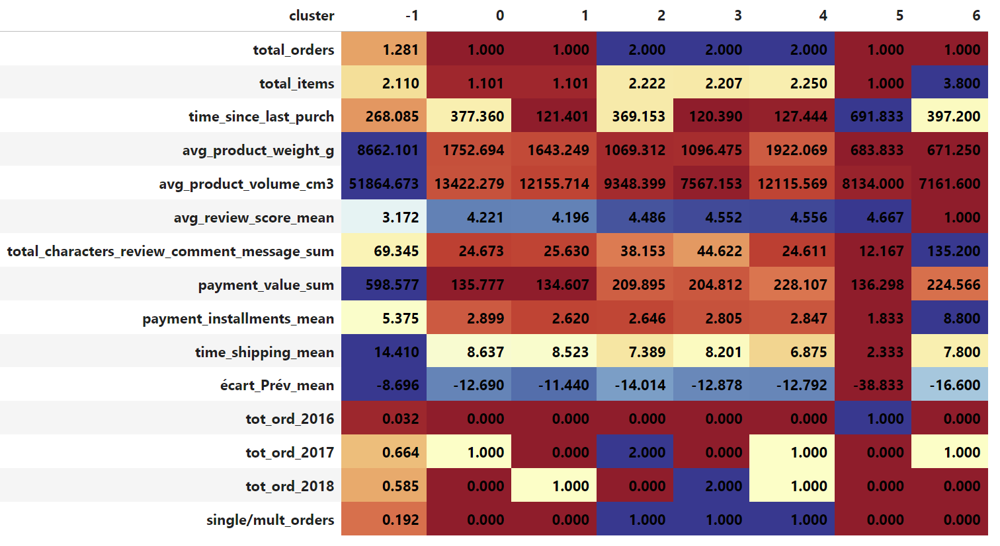 cluster -1 0 1 2 3 4 5 6
total_orders 1.281 1.000 1.000 2.000 2.000 2.000 1.000 1.000
total_items 2.110 1.101 1.101 2.222 2.207 2.250 1.000 3.800
time_since_last_purch 268.085 377.360 121.401 369.153 120.390 127.444 691.833 397.200
avg_product_weight_g 8662.101 1752.694 1643.249 1069.312 1096.475 1922.069 683.833 671.250
avg_product_volume_cm3 51864.673 13422.279 12155.714 9348.399 7567.153 12115.569 8134.000 7161.600
avg_review_score_mean 3.172 4.221 4.196 4.486 4.552 4.556 4.667 1.000
total_characters_review_comment_message_sum 69.345 24.673 25.630 38.153 44.622 24.611 12.167 135.200
payment_value_sum 598.577 135.777 134.607 209.895 204.812 228.107 136.298 224.566
payment_installments_mean 5.375 2.899 2.620 2.646 2.805 2.847 1.833 8.800
time_shipping_mean 14.410 8.637 8.523 7.389 8.201 6.875 2.333 7.800
écart_Prév_mean -8.696 -12.690 -11.440 -14.014 -12.878 -12.792 -38.833 -16.600
tot_ord_2016 0.032 0.000 0.000 0.000 0.000 0.000 1.000 0.000
tot_ord_2017 0.664 1.000 0.000 2.000 0.000 1.000 0.000 1.000
tot_ord_2018 0.585 0.000 1.000 0.000 2.000 1.000 0.000 0.000
single/mult_orders 0.192 0.000 0.000 1.000 1.000 1.000 0.000 0.000